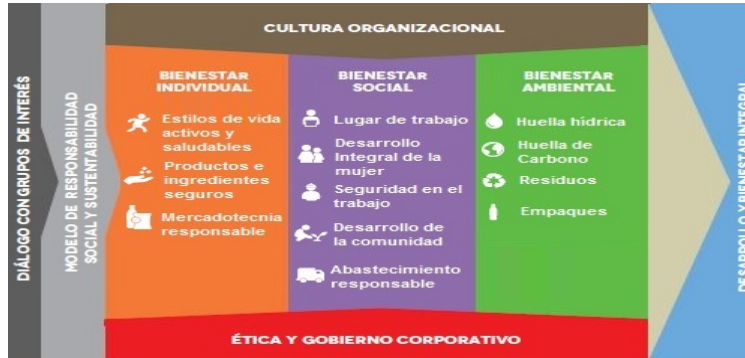 DIÁLOGO CON GRUPOS DE INTERÉS
MODELO DE RESPONSABILIDAD
SOCIAL Y SUSTENTABILIDAD
CULTURA ORGANIZACIONAL
BIENESTAR
INDIVIDUAL
Estilos de vida
activos y
saludables
Productos e
ingredientes
seguros
Mercadotecnia
responsable
BIENESTAR
SOCIAL
Lugar de trabajo
Desarrollo
Integral de la
mujer
Seguridad en el
trabajo
Desarrollo de
la comunidad
Abastecimiento
responsable
BIENESTAR
AMBIENTAL
Huella hídrica
Huella de
Carbono
Residuos
Empaques
ÉTICA Y GOBIERNO CORPORATIVO
DESARROLLO Y BIENESTAR INTEGRAL